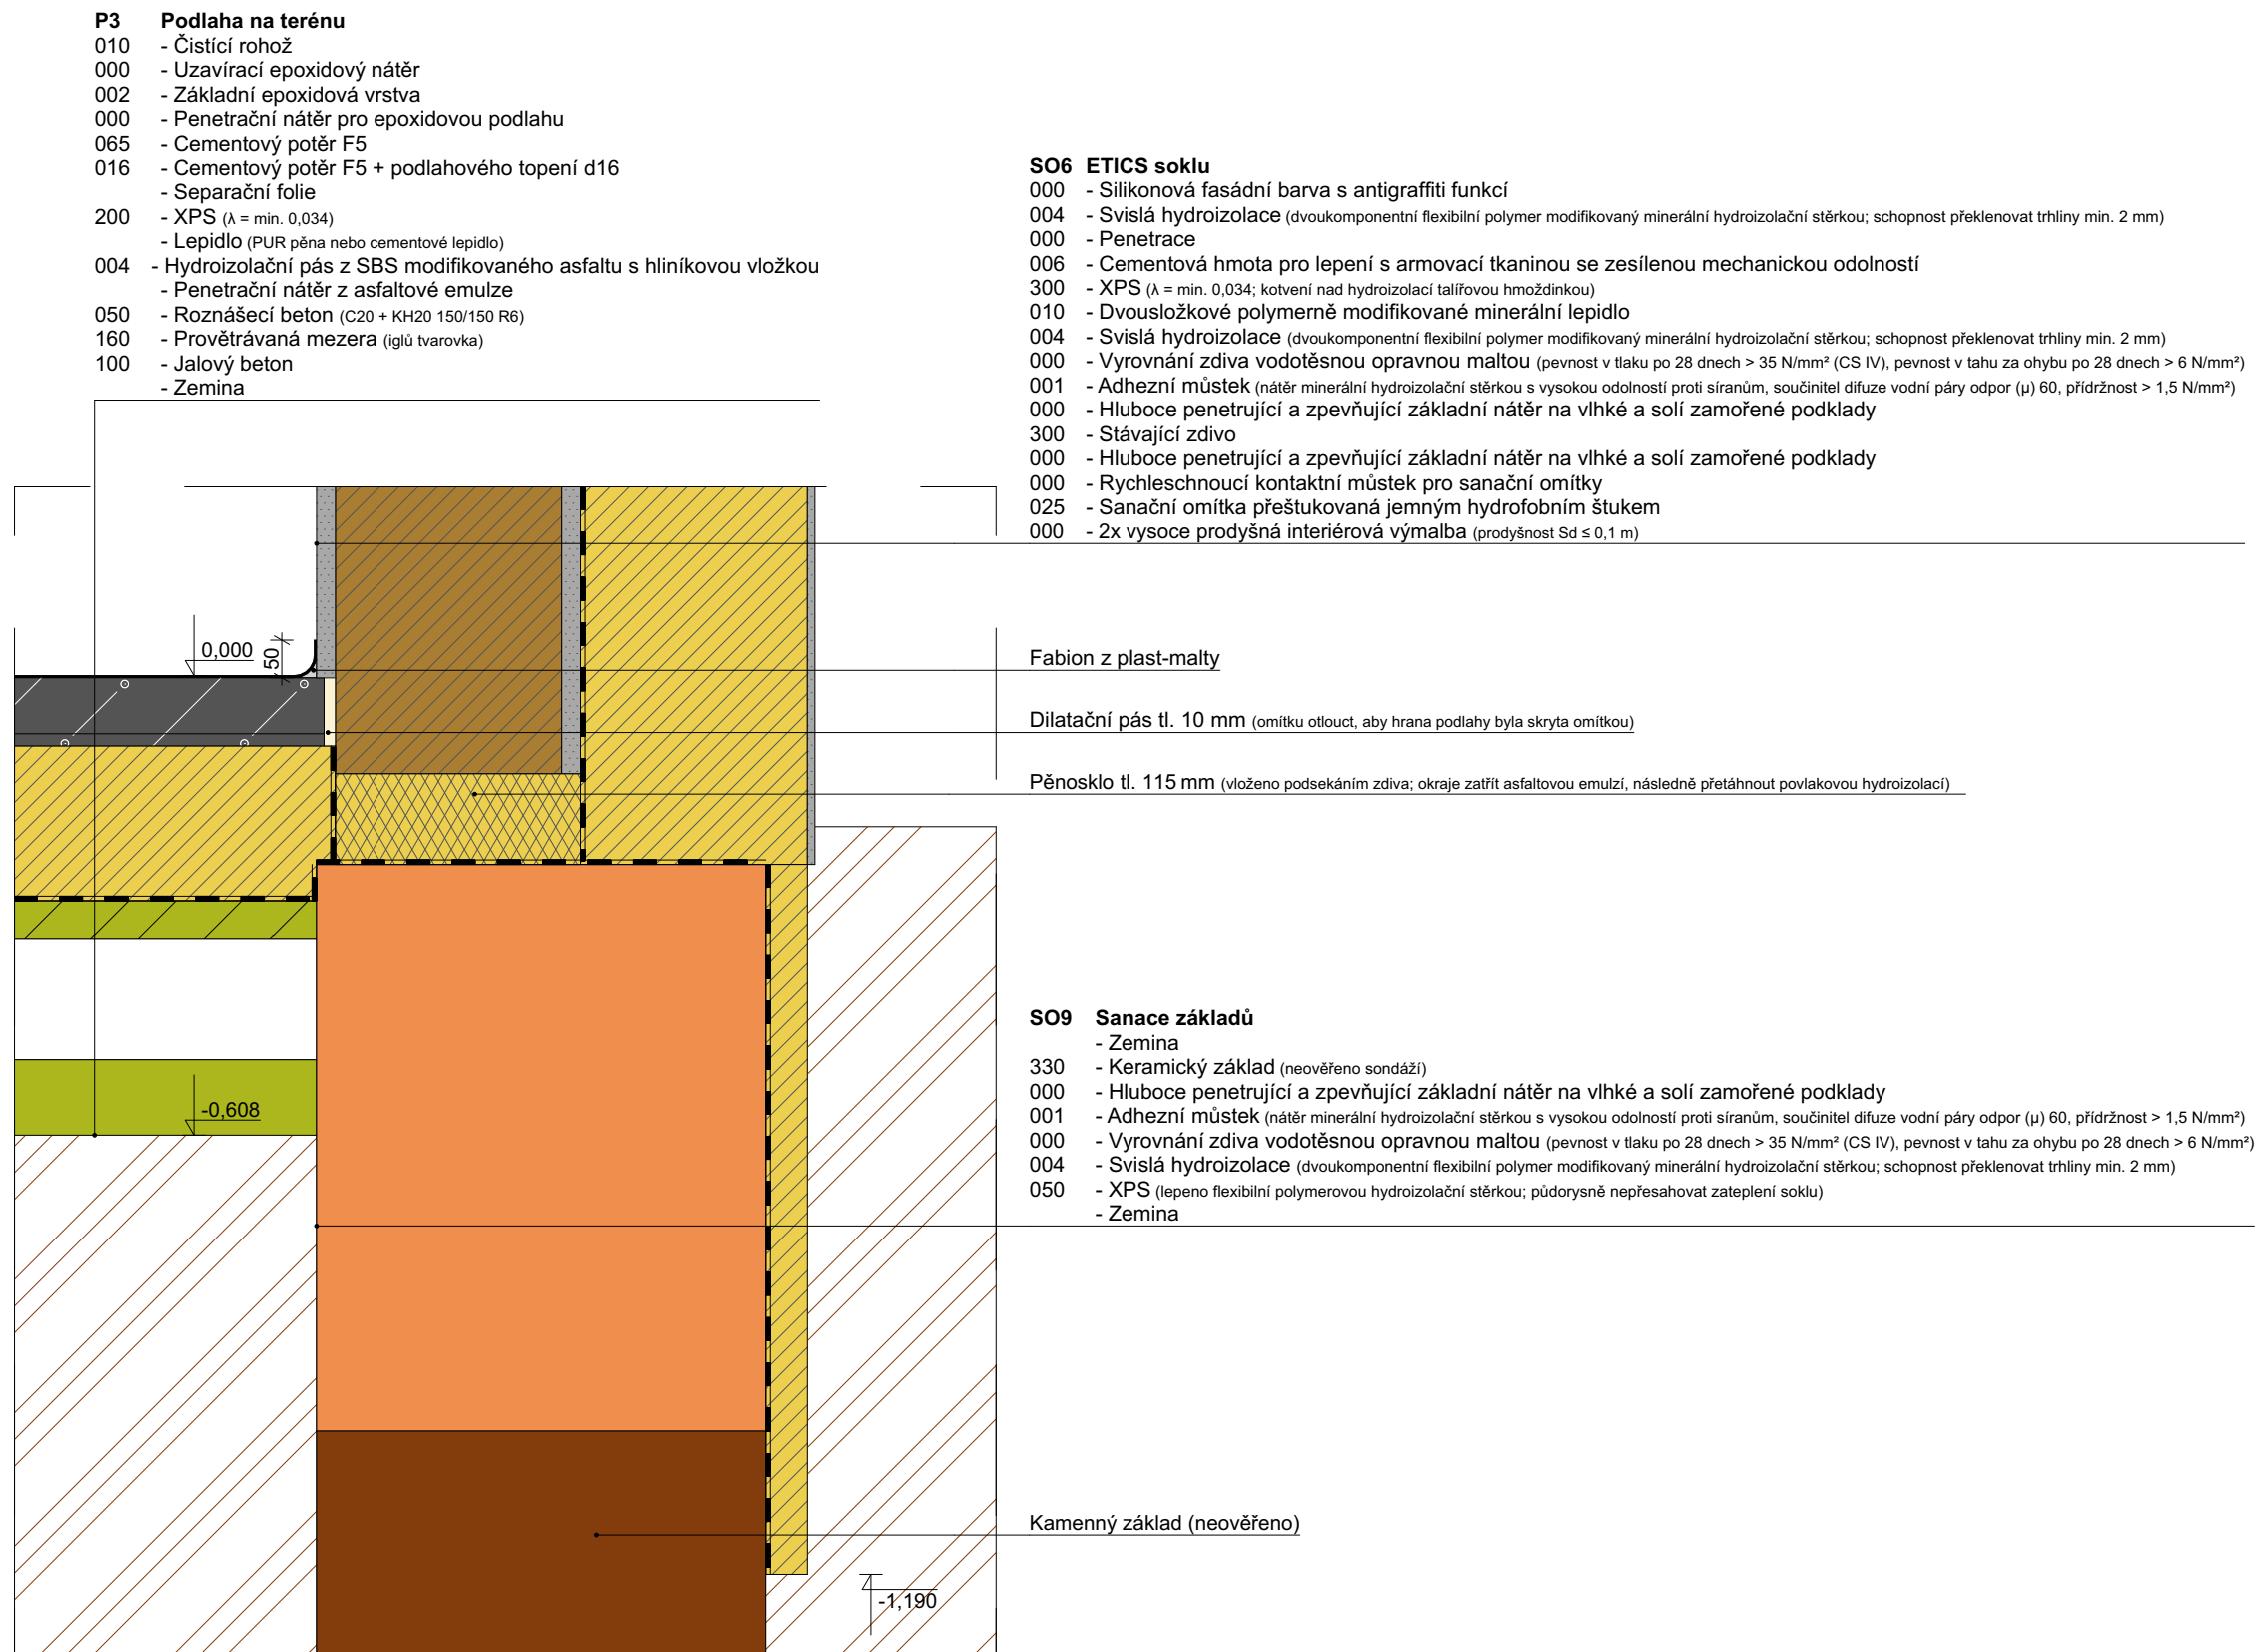 P3 Podlaha na terénu
010 - Čistící rohož
000 - Uzavírací epoxidový nátěr
002 - Základní epoxidová vrstva
000 - Penetrační nátěr pro epoxidovou podlahu
065 - Cementový potěr F5
016 - Cementový potěr F5 + podlahového topení d16
- Separační folie
200 - XPS (λ = min. 0,034)
- Lepidlo (PUR pěna nebo cementové lepidlo)
004 - Hydroizolační pás z SBS modifikovaného asfaltu s hliníkovou vložkou
- Penetrační nátěr z asfaltové emulze
050 - Roznášecí beton (C20 + KH20 150/150 R6)
160 - Provětrávaná mezera (iglů tvarovka)
100 - Jalový beton
- Zemina
SO6 ETICS soklu
000 - Silikonová fasádní barva s antigraffiti funkcí
004 - Svislá hydroizolace (dvoukomponentní flexibilní polymer modifikovaný minerální hydroizolační stěrkou; schopnost překlenovat trhliny min. 2 mm)
000 - Penetrace
006 - Cementová hmota pro lepení s armovací tkaninou se zesílenou mechanickou odolností
300 - XPS (λ = min. 0,034; kotvení nad hydroizolací talířovou hmoždinkou)
010 - Dvousložkové polymerně modifikované minerální lepidlo
004 - Svislá hydroizolace (dvoukomponentní flexibilní polymer modifikovaný minerální hydroizolační stěrkou; schopnost překlenovat trhliny min. 2 mm)
000 - Vyrovnání zdiva vodotěsnou opravnou maltou (pevnost v tlaku po 28 dnech > 35 N/mm² (CS IV), pevnost v tahu za ohybu po 28 dnech > 6 N/mm²)
001 - Adhezní můstek (nátěr minerální hydroizolační stěrkou s vysokou odolností proti síranům, součinitel difuze vodní páry odpor (μ) 60, přídržnost > 1,5 N/mm²)
000 - Hluboce penetrující a zpevňující základní nátěr na vlhké a solí zamořené podklady
300 - Stávající zdivo
000 - Hluboce penetrující a zpevňující základní nátěr na vlhké a solí zamořené podklady
000 - Rychleschnoucí kontaktní můstek pro sanační omítky
025 - Sanační omítka přeštukovaná jemným hydrofobním štukem
000 - 2x vysoce prodyšná interiérová výmalba (prodyšnost Sd ≤ 0,1 m)
0,000
50
Fabion z plast-malty
Dilatační pás tl. 10 mm (omítku otlouct, aby hrana podlahy byla skryta omítkou)
Pěnosklo tl. 115 mm (vloženo podsekáním zdiva; okraje zatřít asfaltovou emulzí, následně přetáhnout povlakovou hydroizolací)
SO9 Sanace základů
- Zemina
330 - Keramický základ (neověřeno sondáží)
000 - Hluboce penetrující a zpevňující základní nátěr na vlhké a solí zamořené podklady
001 - Adhezní můstek (nátěr minerální hydroizolační stěrkou s vysokou odolností proti síranům, součinitel difuze vodní páry odpor (μ) 60, přídržnost > 1,5 N/mm²)
000 - Vyrovnání zdiva vodotěsnou opravnou maltou (pevnost v tlaku po 28 dnech > 35 N/mm² (CS IV), pevnost v tahu za ohybu po 28 dnech > 6 N/mm²)
004 - Svislá hydroizolace (dvoukomponentní flexibilní polymer modifikovaný minerální hydroizolační stěrkou; schopnost překlenovat trhliny min. 2 mm)
050 - XPS (lepeno flexibilní polymerovou hydroizolační stěrkou; půdorysně nepřesahovat zateplení soklu)
- Zemina
-0,608
Kamenný základ (neověřeno)
-1,190